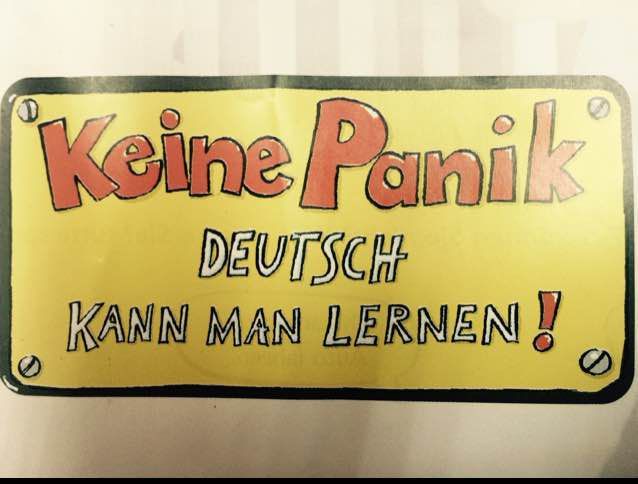 Keine Panik
DEUTSCH
KANN MAN LERNEN!